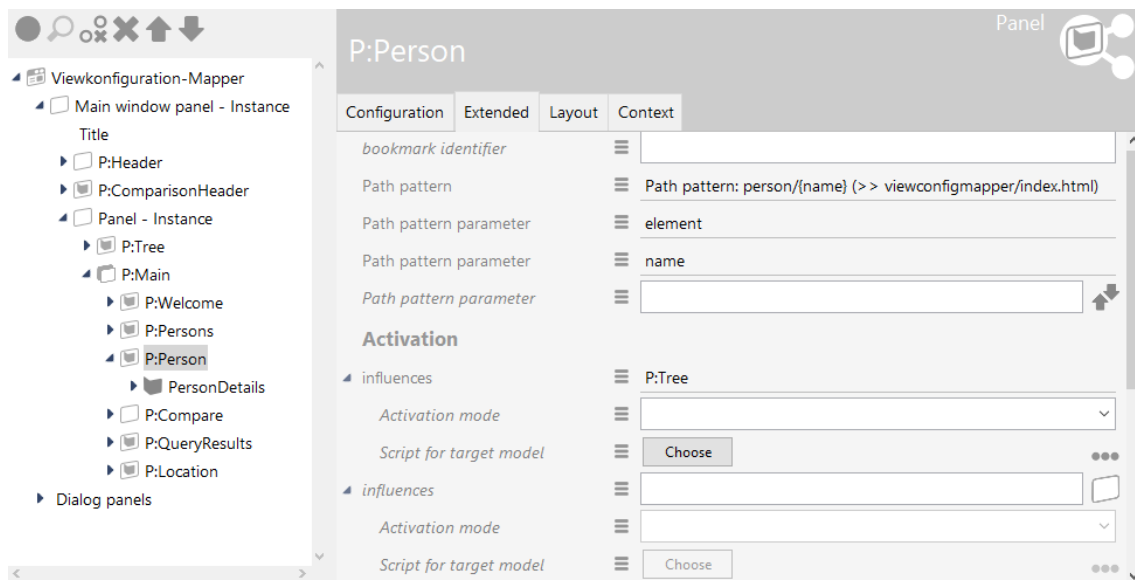 Viewkonfiguration-Mapper
Main window panel - Instance
Title
P:Header
P:ComparisonHeader
Panel - Instance
P:Tree
P:Main
P:Welcome
P:Persons
P:Person
PersonDetails
P:Compare
P:QueryResults
P:Location
Dialog panels
Panel
P:Person
Configuration Extended Layout Context
bookmark identifier
Path pattern Path pattern: person/{name} (>> viewconfigmapper/index.html)
Path pattern parameter element
Path pattern parameter name
Path pattern parameter
Activation
influences P:Tree
Activation mode
Script for target model Choose
influences
Activation mode
Script for target model Choose